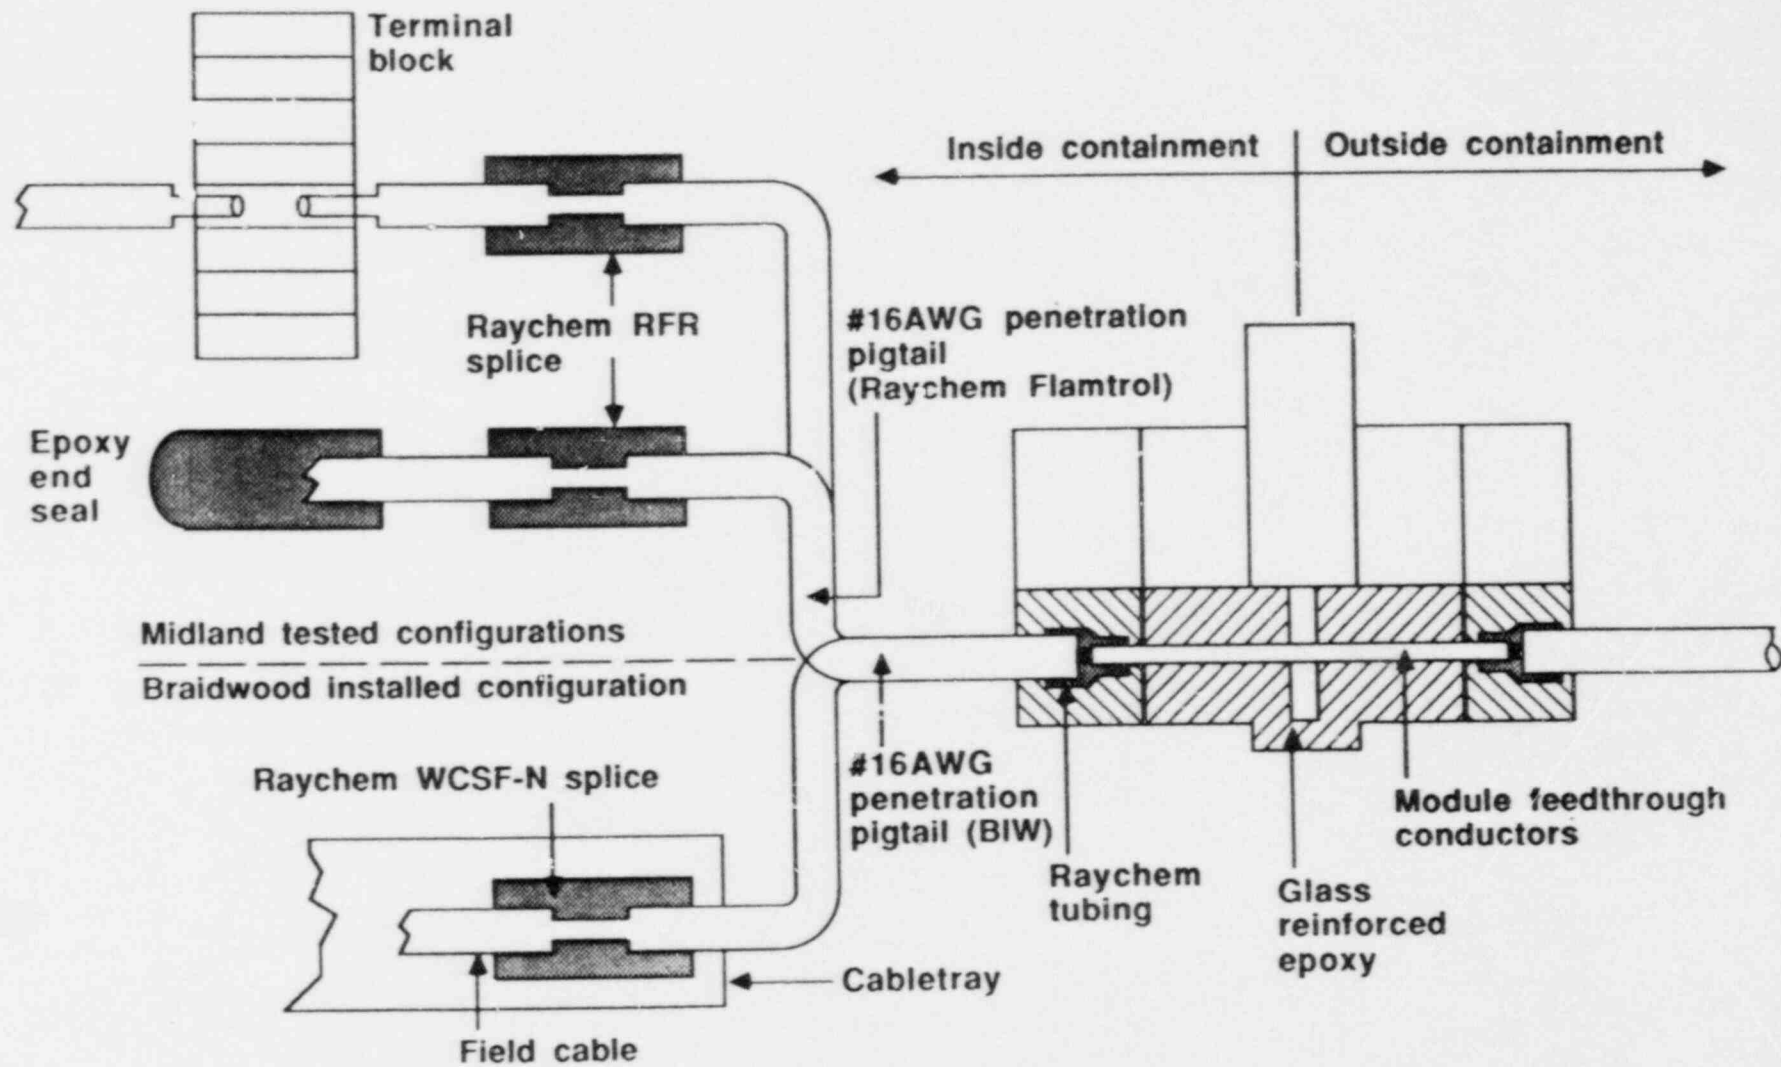 Terminal
block
Inside containment
Outside containment
Raychem RFR
splice
#16AWG penetration
pigtail
(Raychem Flamtrol)
Epoxy
end
seal
Midland tested configurations
Braidwood installed configuration
Raychem WCSF-N splice
#16AWG
penetration
pigtail (BIW)
Module feedthrough
conductors
Raychem
tubing
Glass
reinforced
epoxy
Cabletray
Field cable